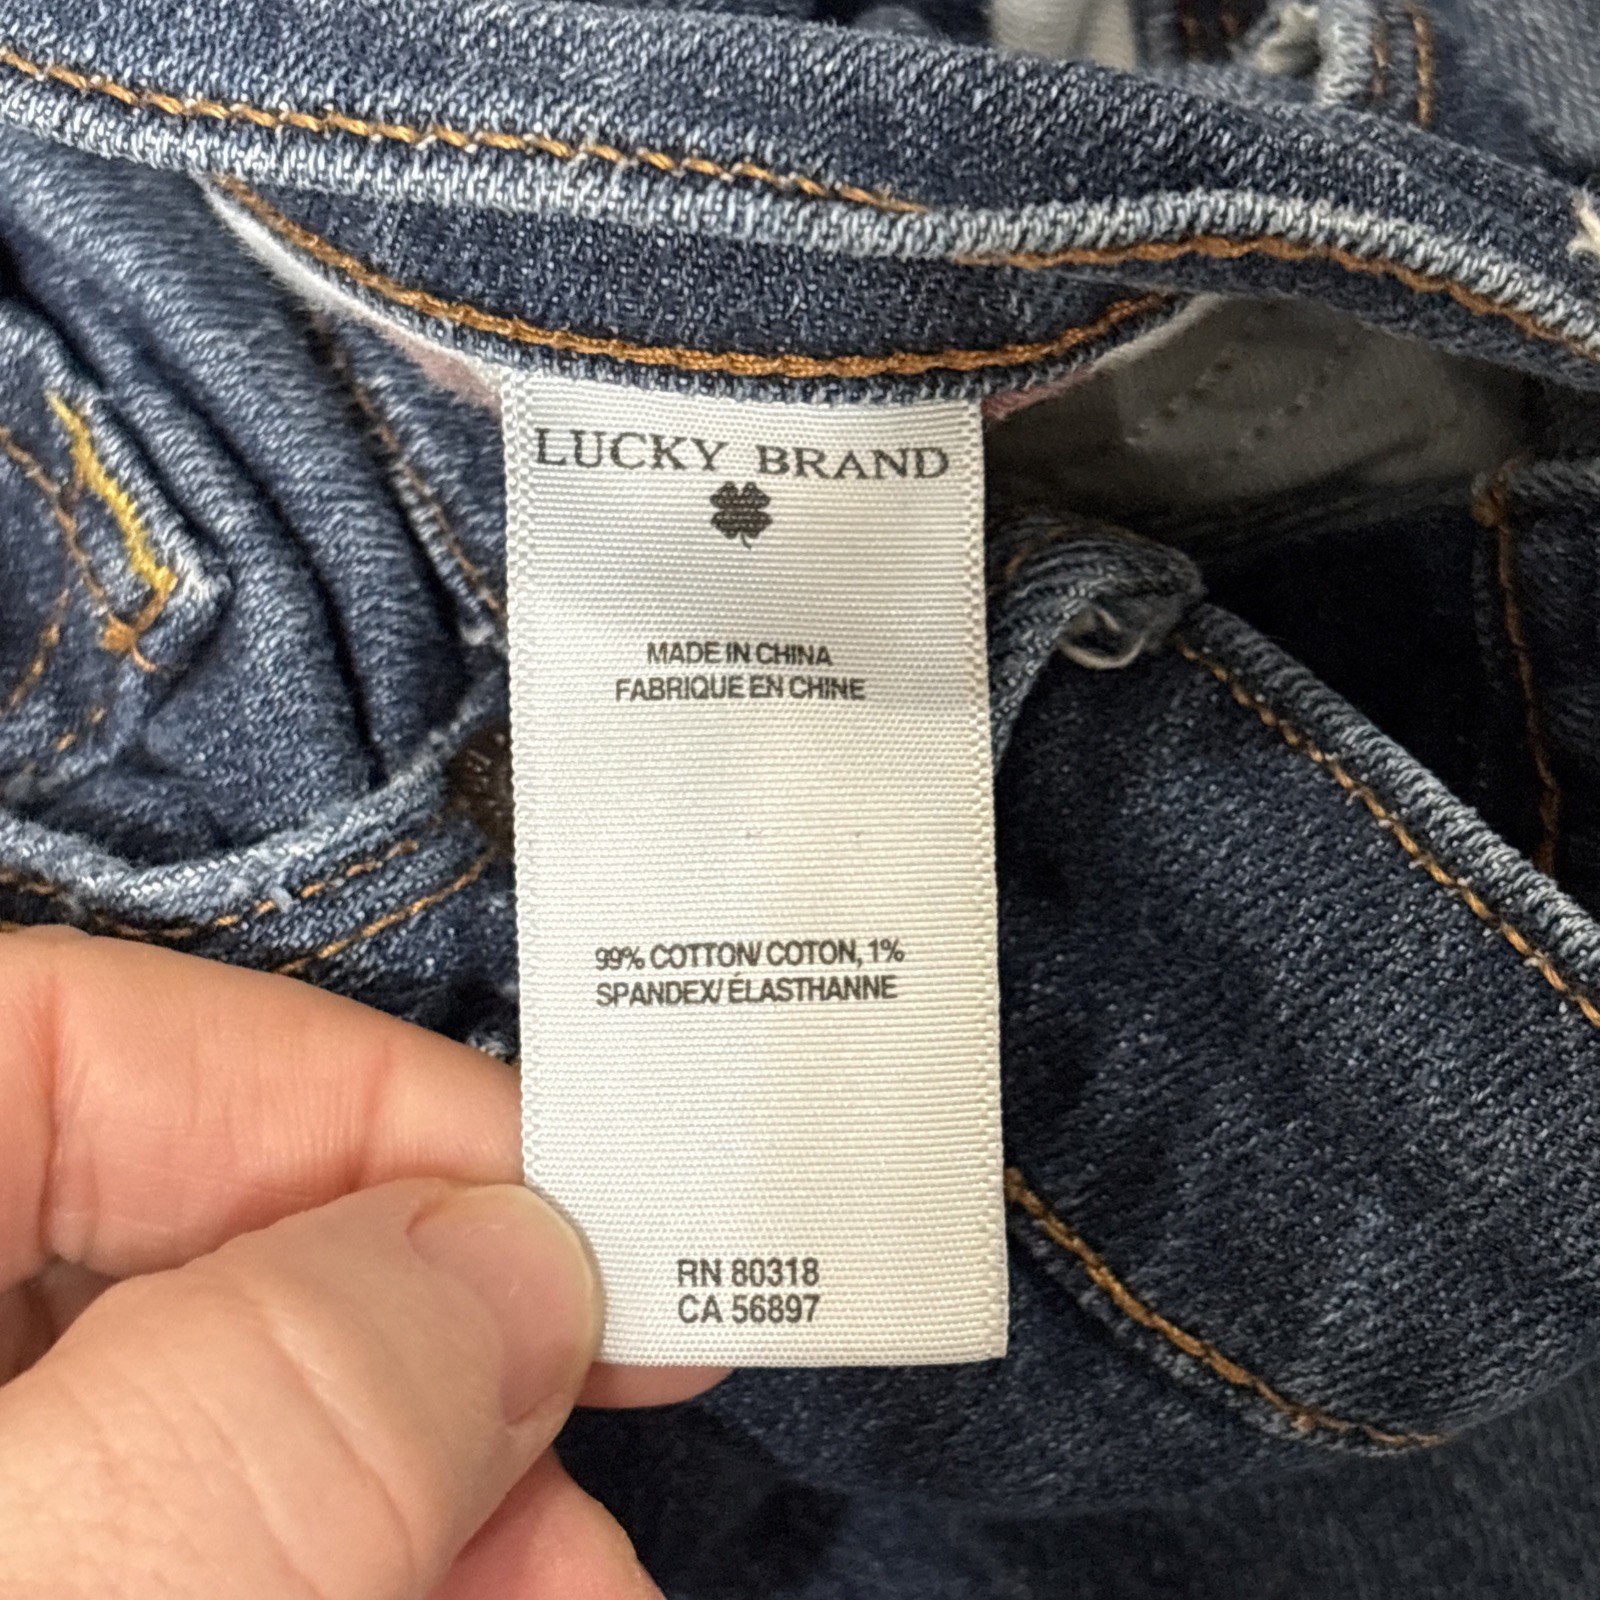 LUCKY BRAND
MADE IN CHINA
FABRIQUE EN CHINE
99% COTTON/ COTON, 1%
SPANDEX/ ÉLASTHANNE
RN 80318
CA 56897